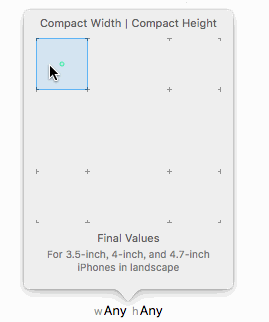 Compact Width | Compact Height
Final Values
For 3.5-inch, 4-inch, and 4.7-inch
iPhones in landscape
wAny hAny